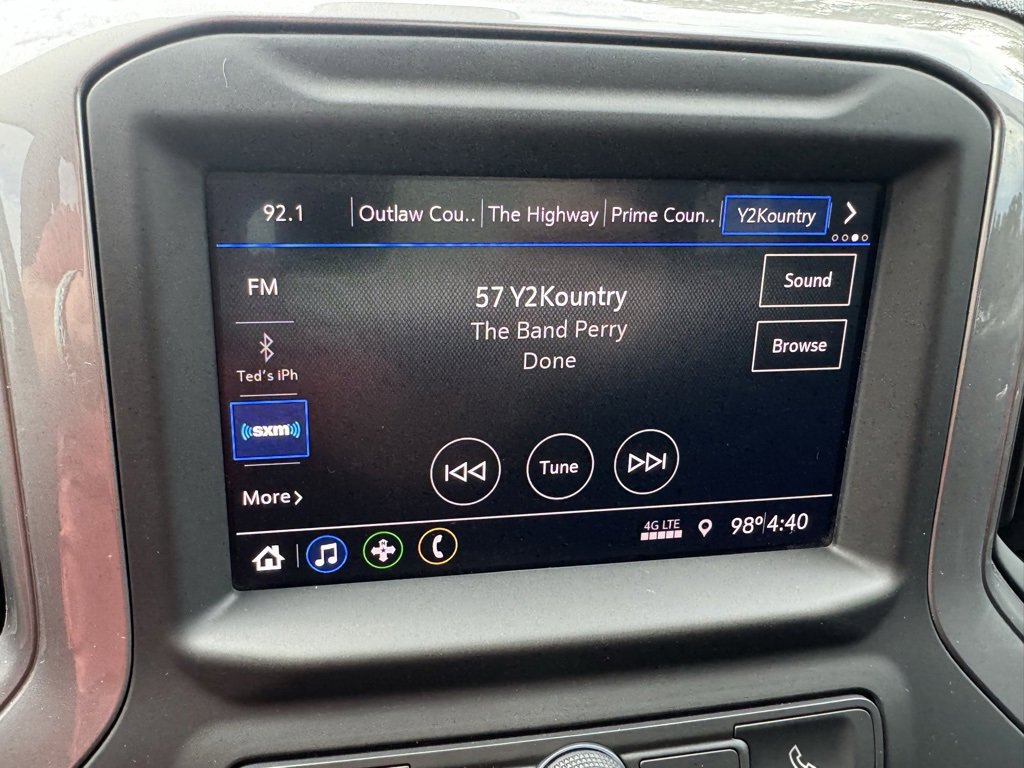 92.1 Outlaw Cou.. The Highway Prime Coun.. Y2Kountry
FM
Ted's iPh
sxm
More
57 Y2Kountry
The Band Perry
Done
Sound
Browse
Tune
4G LTE
98° 4:40